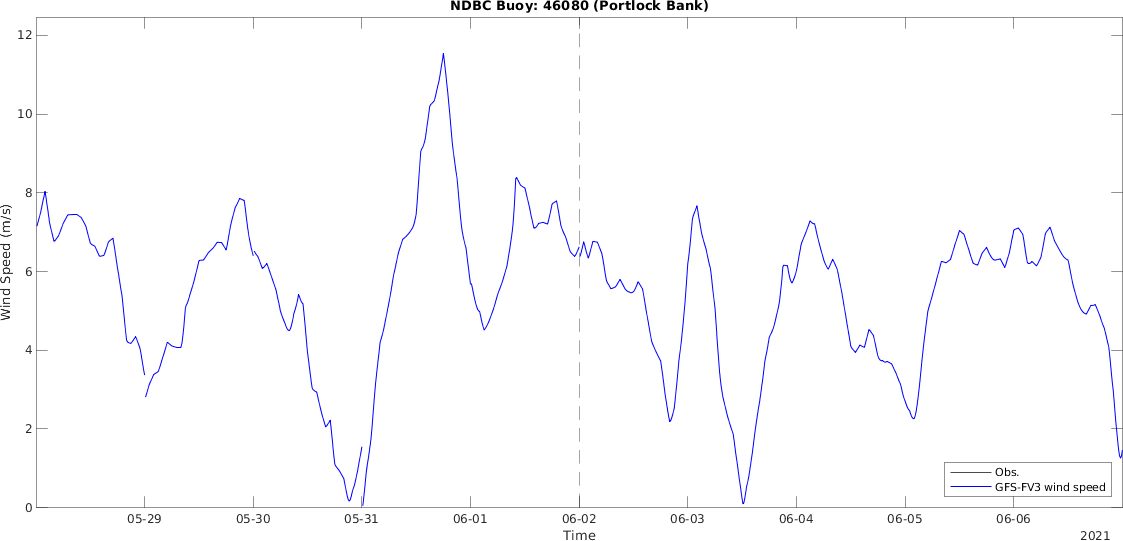 NDBC Buoy: 46080 (Portlock Bank)
12
10
8
6
4
2
0
Wind Speed (m/s)
Obs.
GFS-FV3 wind speed
05-29 05-30 05-31 06-01 06-02 06-03 06-04 06-05 06-06
Time
2021